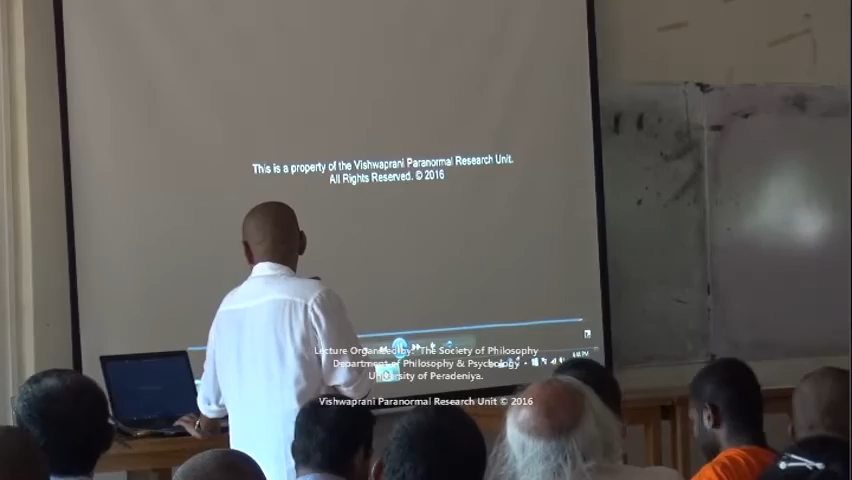 This is a property of the Vishwaprani Paranormal Research Unit.
All Rights Reserved. © 2016
Lecture Organized by: The Society of Philosophy
Department of Philosophy & Psychology
University of Peradeniya.
Vishwaprani Paranormal Research Unit © 2016